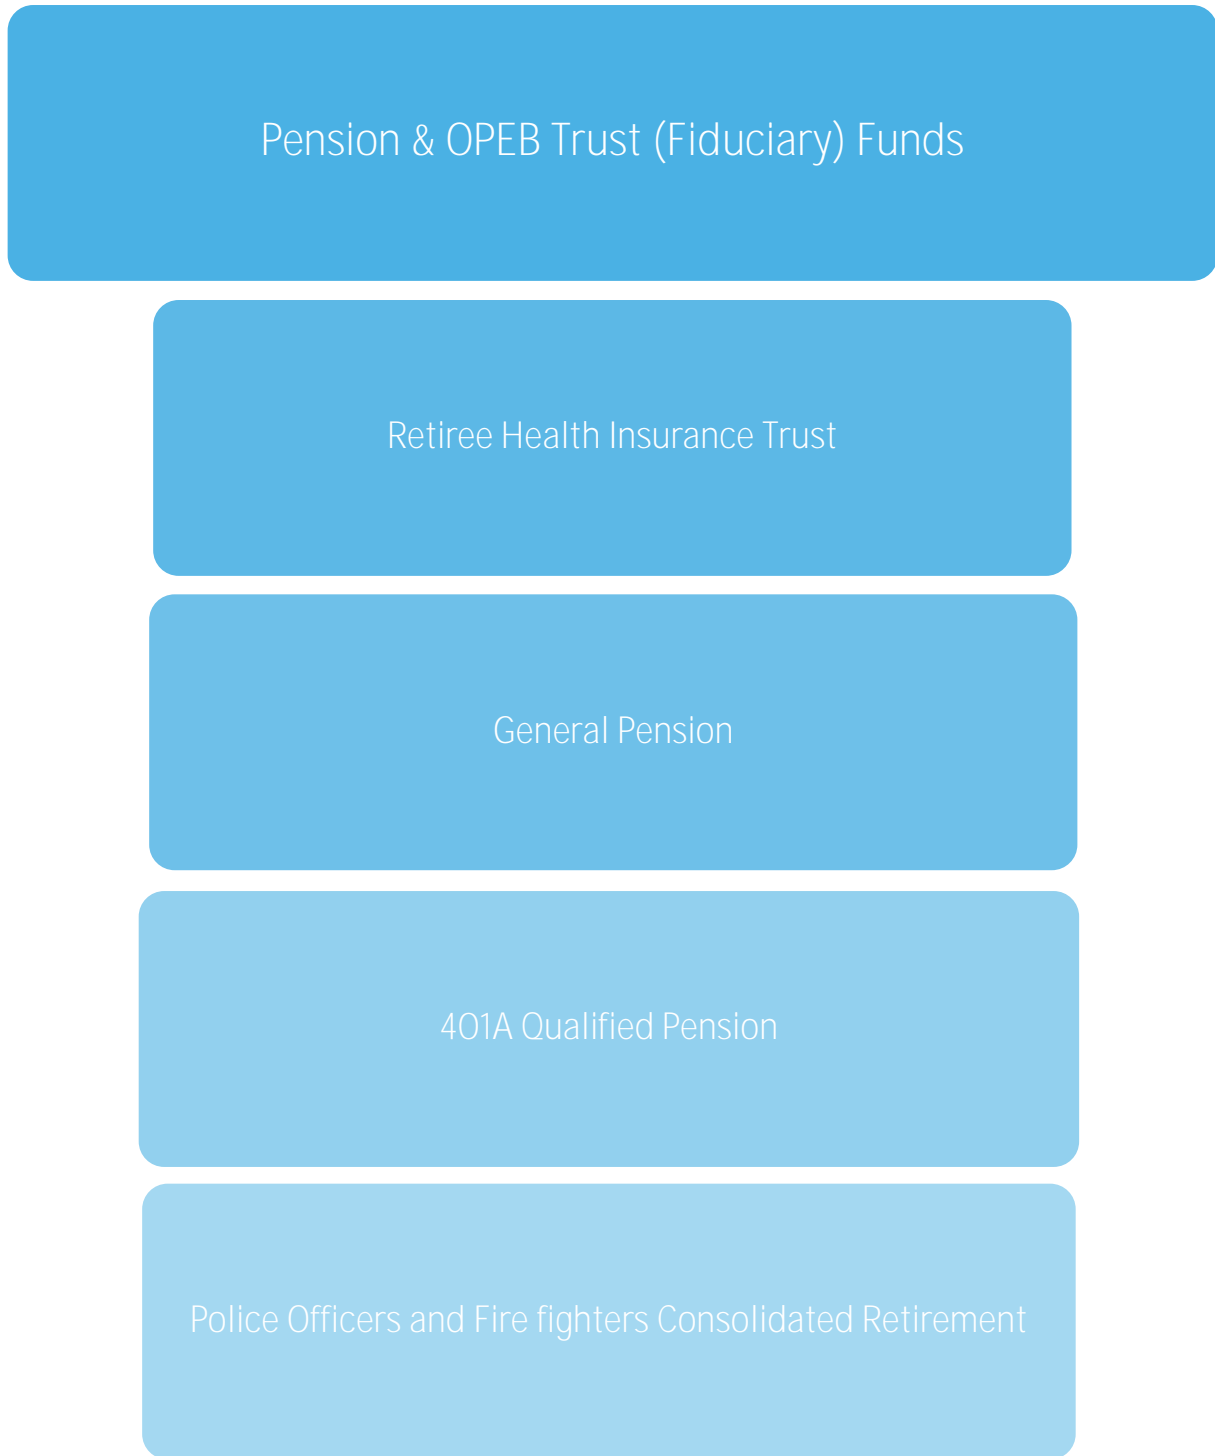 Pension & OPEB Trust (Fiduciary) Funds
Retiree Health Insurance Trust
General Pension
401A Qualified Pension
Police Officers and Fire fighters Consolidated Retirement